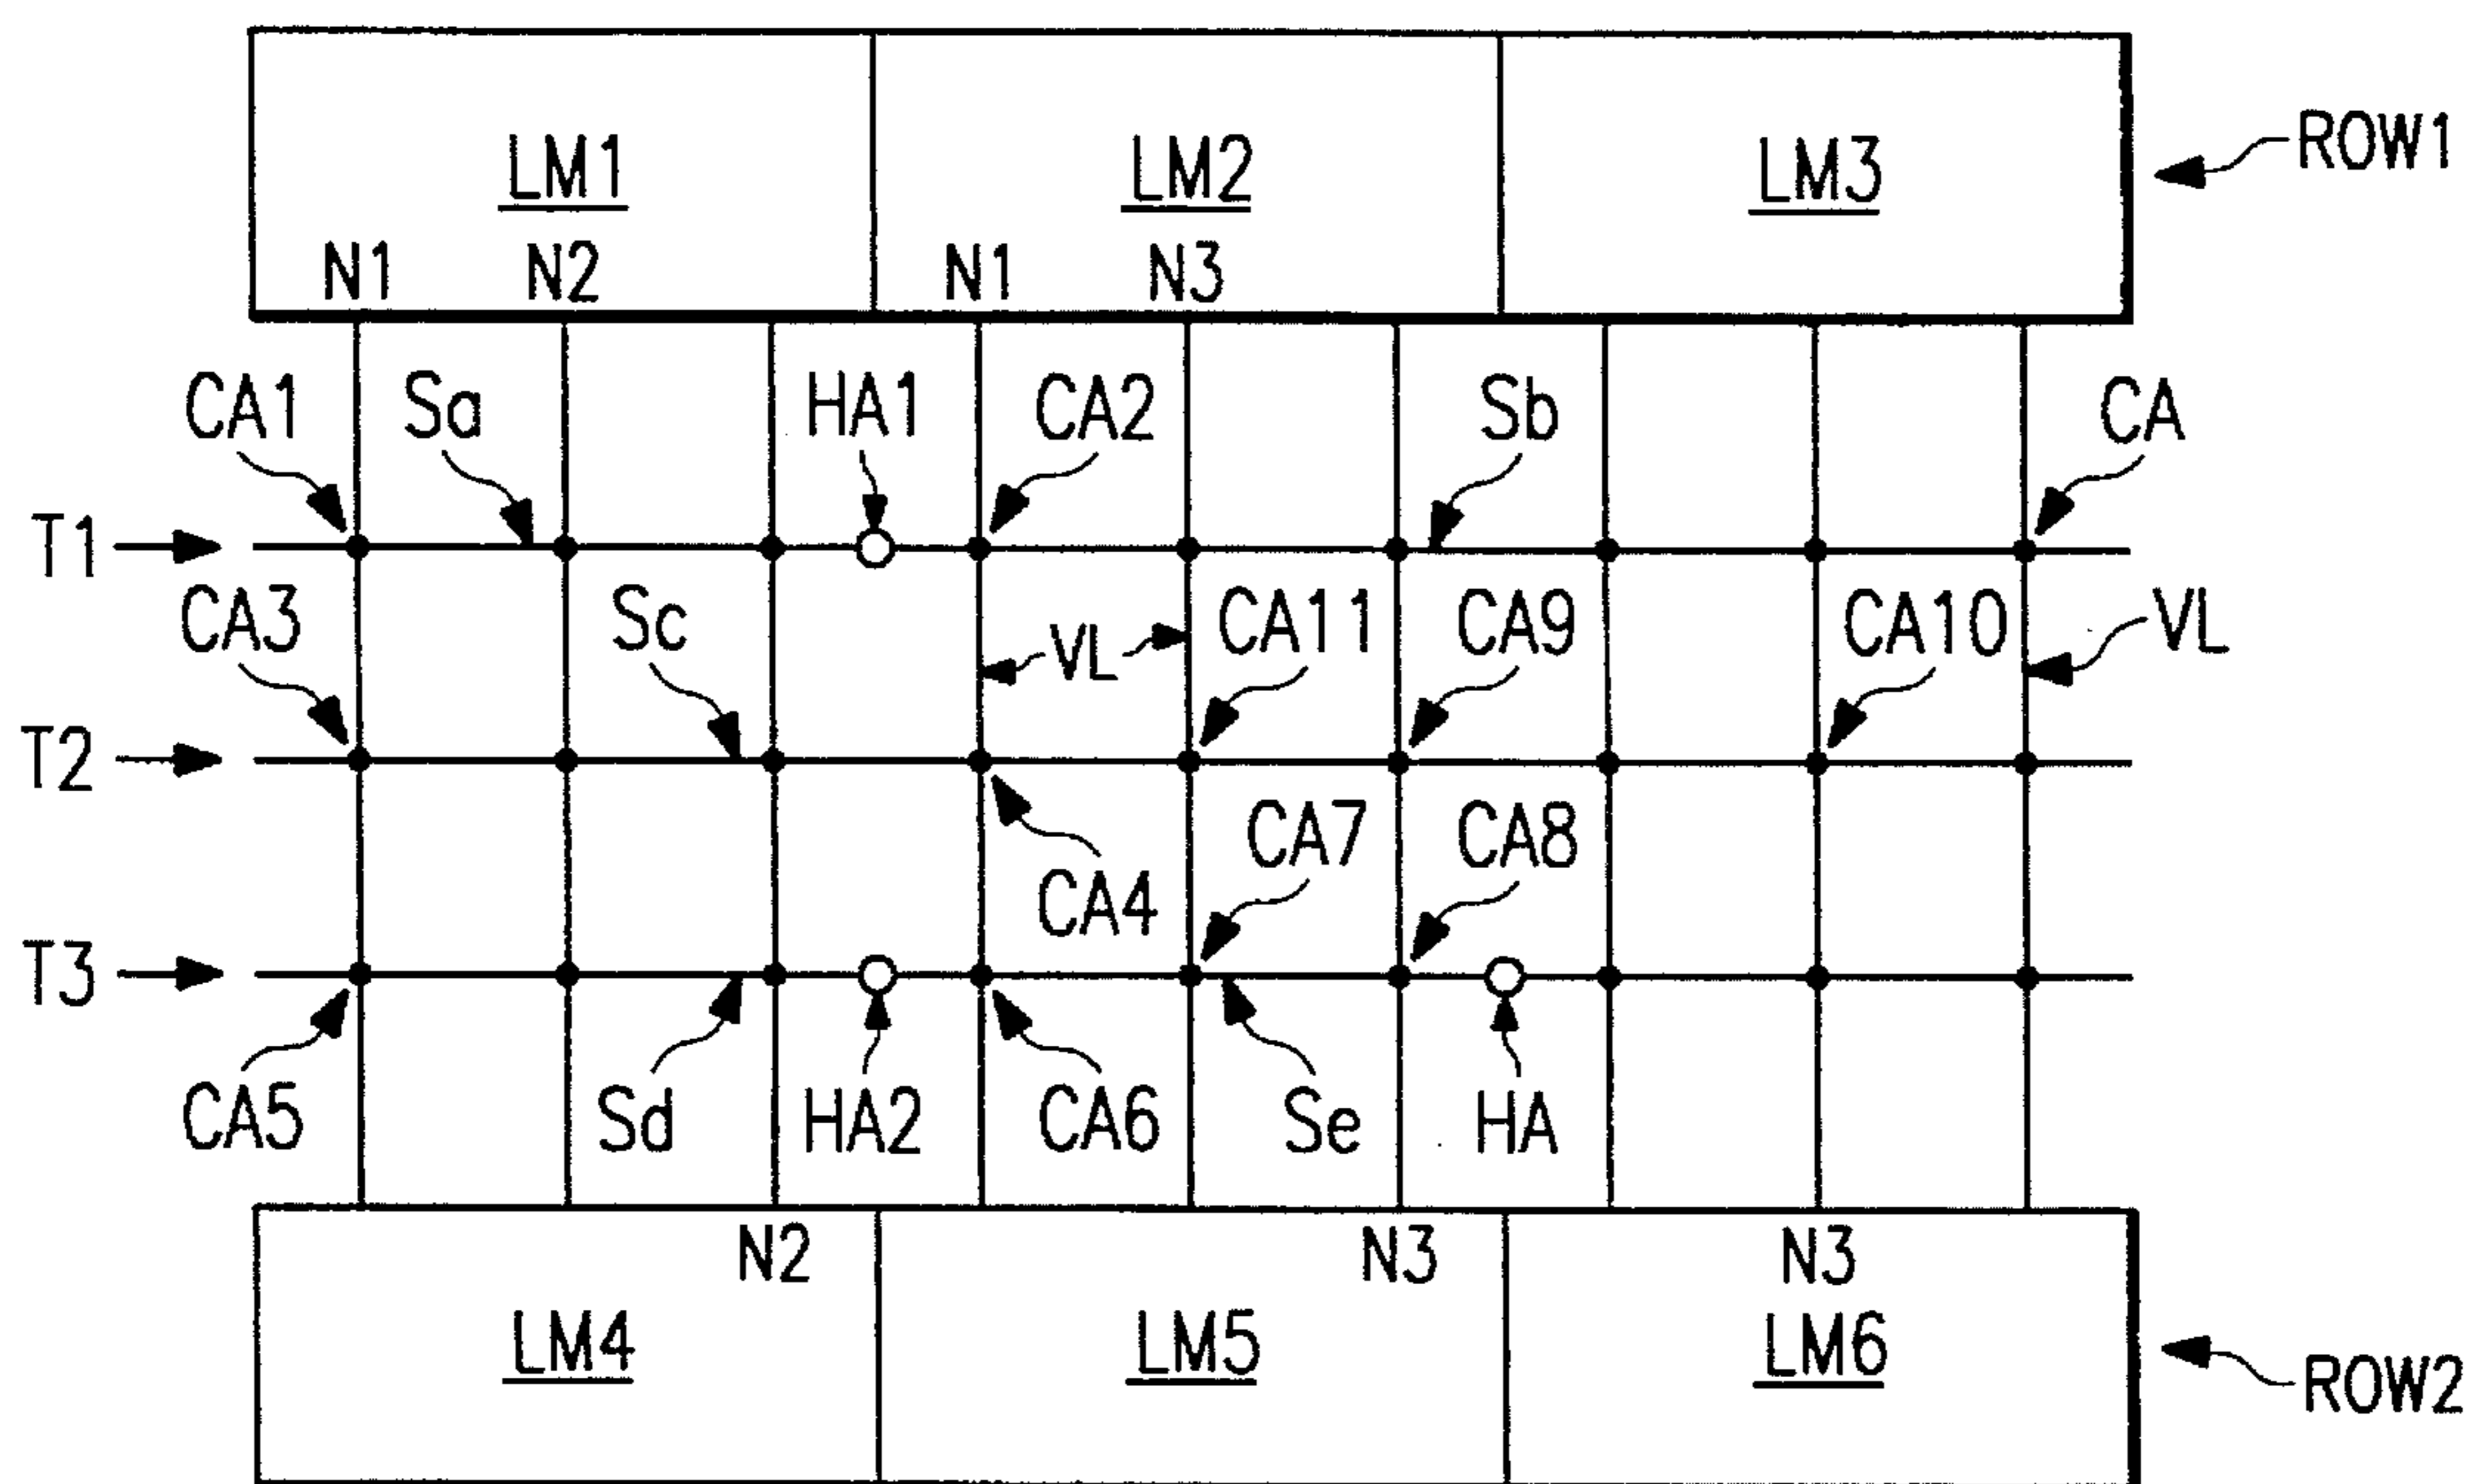 LM1 LM2 LM3 ROW1
N1 N2 N1 N3
CA1 Sa HA1 CA2 Sb CA
T1
CA3 Sc VL CA11 CA9 CA10 VL
T2
CA7 CA8
CA4
T3
CA5 Sd HA2 CA6 Se HA
N2 N3 N3
LM4 LM5 LM6 ROW2